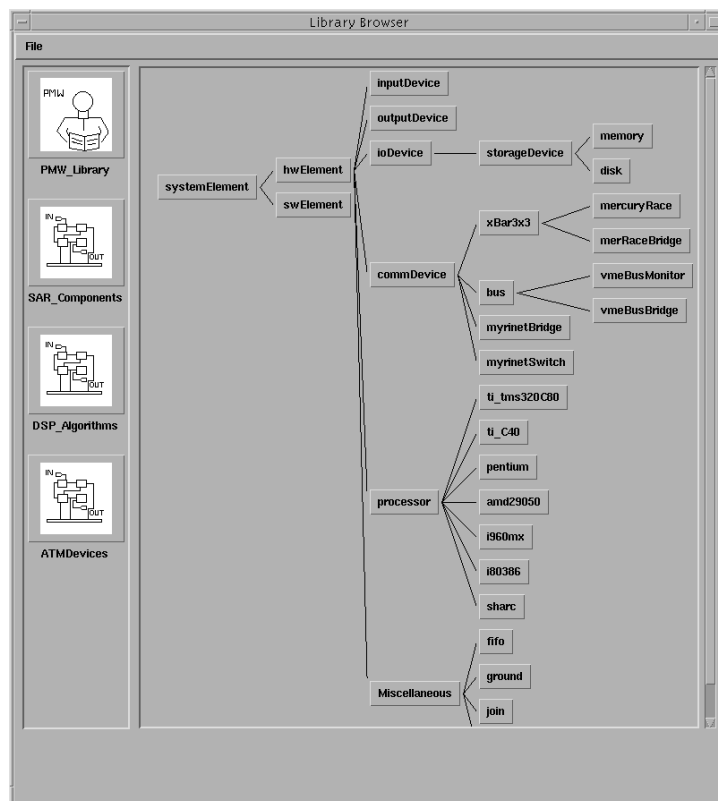 Library Browser
File
PMW
PMW_Library
IN
OUT
SAR_Components
IN
OUT
DSP_Algorithms
IN
OUT
ATMDevices
systemElement
hwElement
swElement
inputDevice
outputDevice
ioDevice
storageDevice
memory
disk
commDevice
xBar3x3
mercuryRace
merRaceBridge
bus
vmeBusMonitor
vmeBusBridge
myrinetBridge
myrinetSwitch
processor
ti_tms320C80
ti_C40
pentium
amd29050
i960mx
i80386
sharc
Miscellaneous
fifo
ground
join